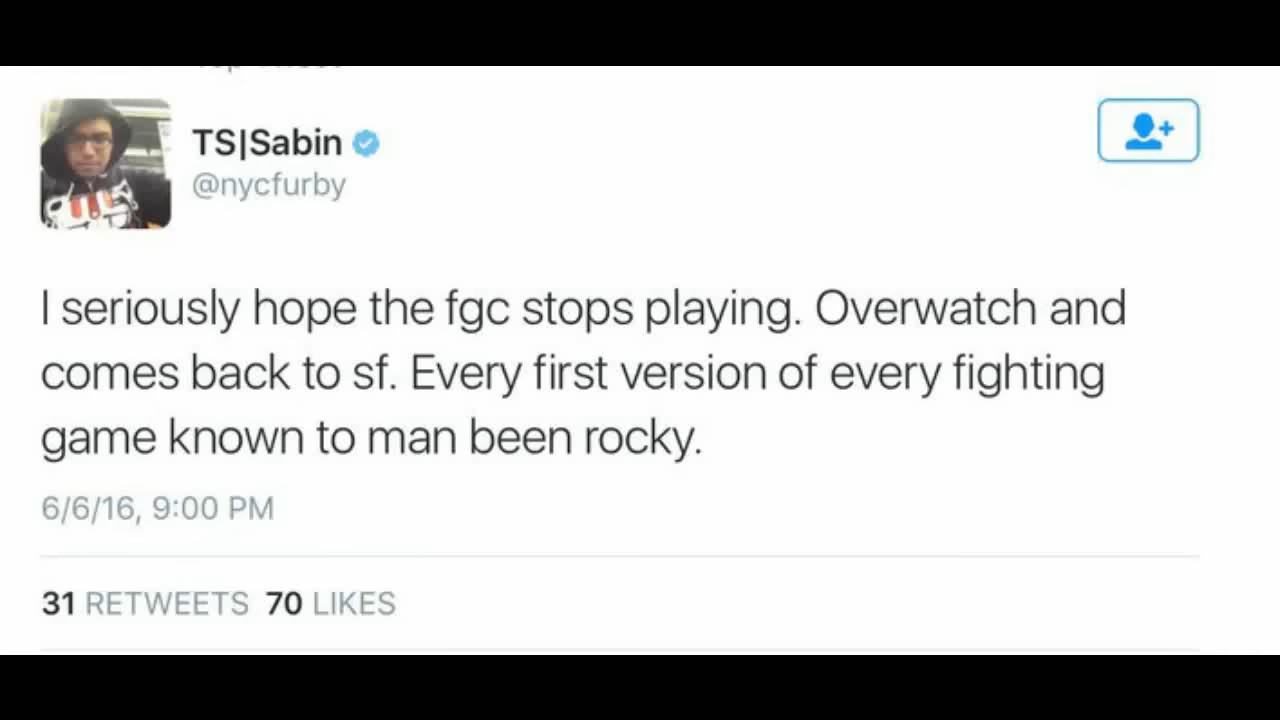 TS|Sabin
@nycfurby
I seriously hope the fgc stops playing. Overwatch and
comes back to sf. Every first version of every fighting
game known to man been rocky.
6/6/16, 9:00 PM
31 RETWEETS 70 LIKES